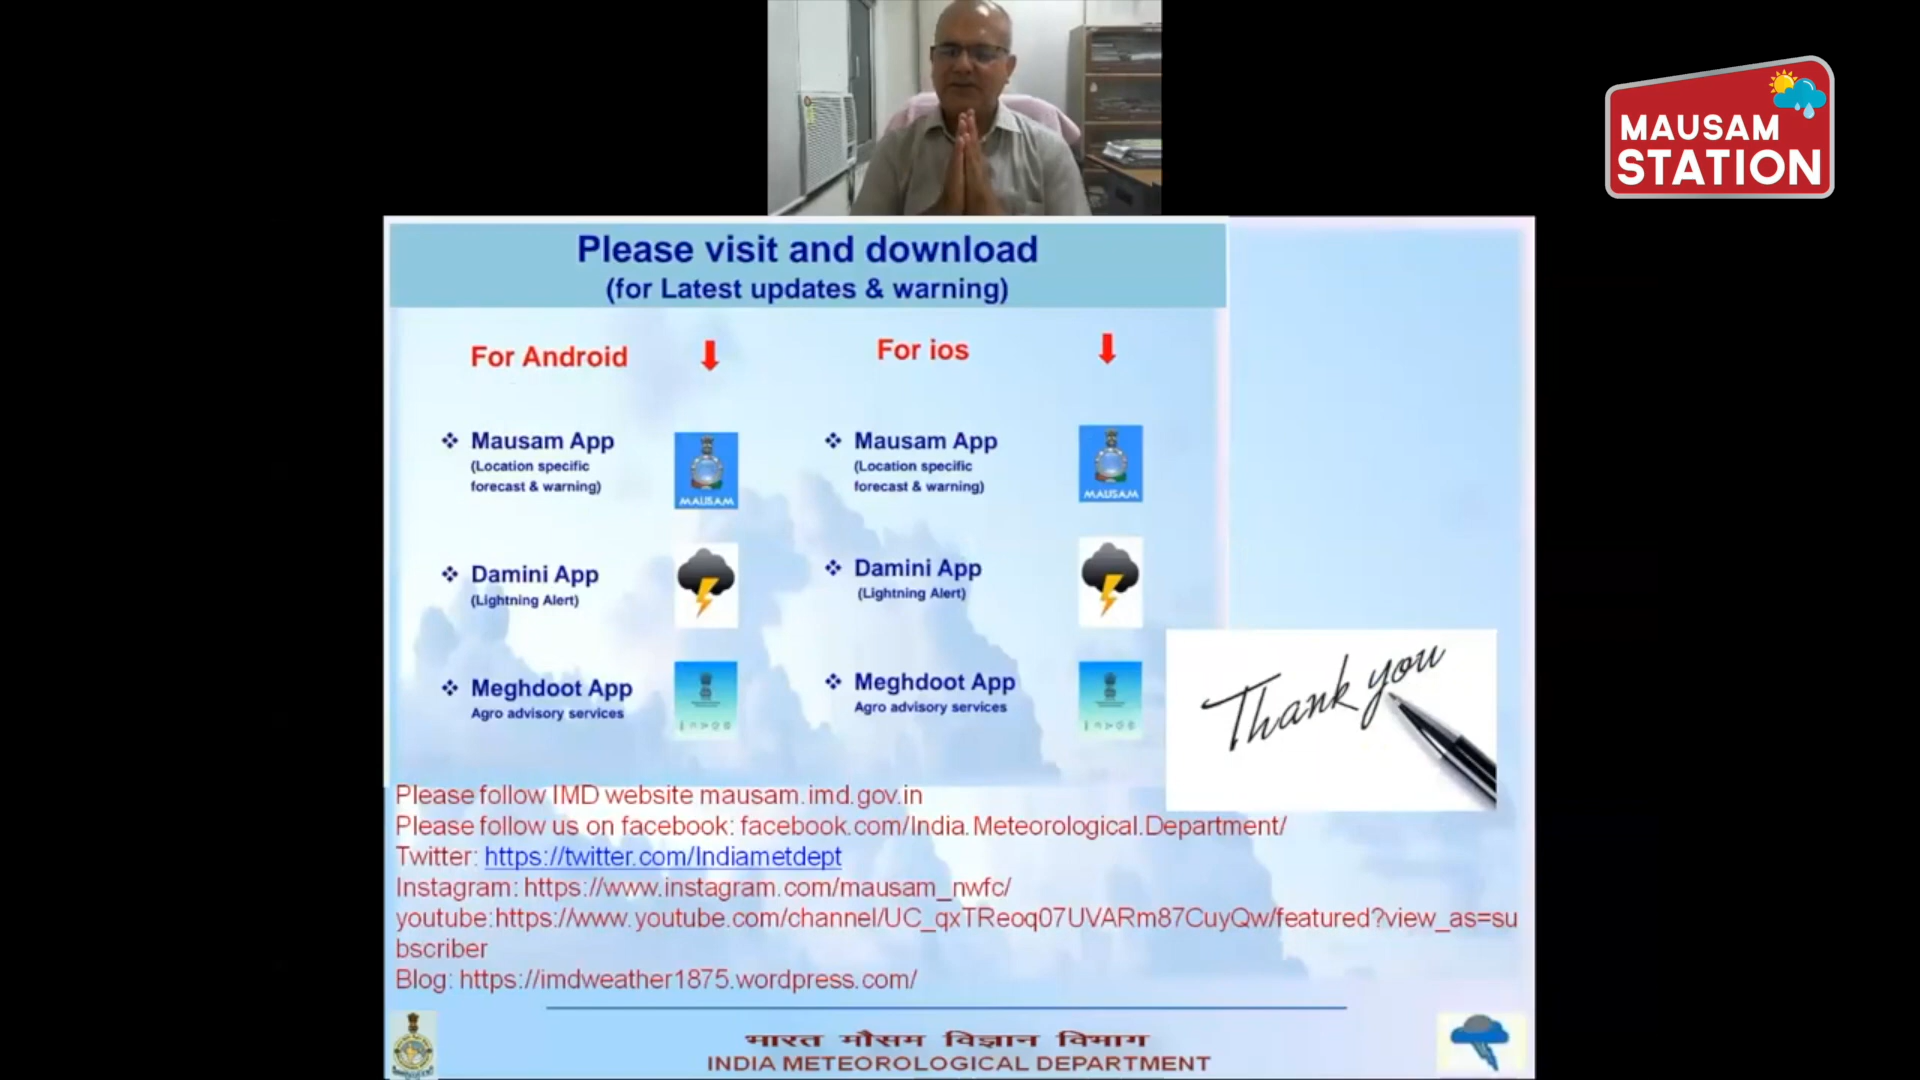 MAUSAM
STATION
Please visit and download
(for Latest updates & warning)
For Android
For ios
Mausam App
(Location specific
forecast & warning)
MAUSAM
Mausam App
(Location specific
forecast & warning)
MAUSAM
Damini App
(Lightning Alert)
Damini App
(Lightning Alert)
Meghdoot App
Agro advisory services
Meghdoot App
Agro advisory services
Thank you
Please follow IMD website mausam.imd.gov.in
Please follow us on facebook: facebook.com/India.Meteorological.Department/
Twitter: https://twitter.com/Indiametdept
Instagram: https://www.instagram.com/mausam_nwfc/
youtube:https://www.youtube.com/channel/UC_qxTReoq07UVARm87CuyQw/featured?view_as=su
bscriber
Blog: https://imdweather1875.wordpress.com/
भारत मौसम विज्ञान विभाग
INDIA METEOROLOGICAL DEPARTMENT